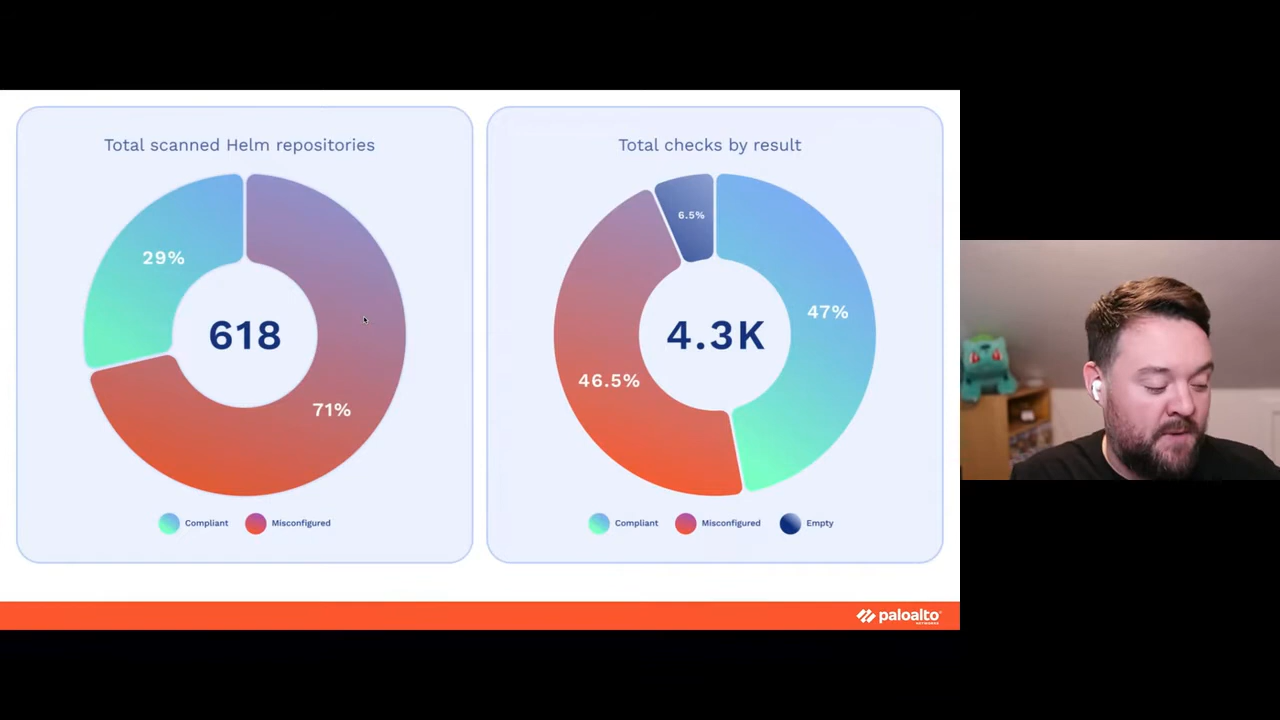 Total scanned Helm repositories
29%
618
71%
Compliant
Misconfigured
Total checks by result
6.5%
47%
4.3K
46.5%
Compliant
Misconfigured
Empty
paloalto
NETWORKS